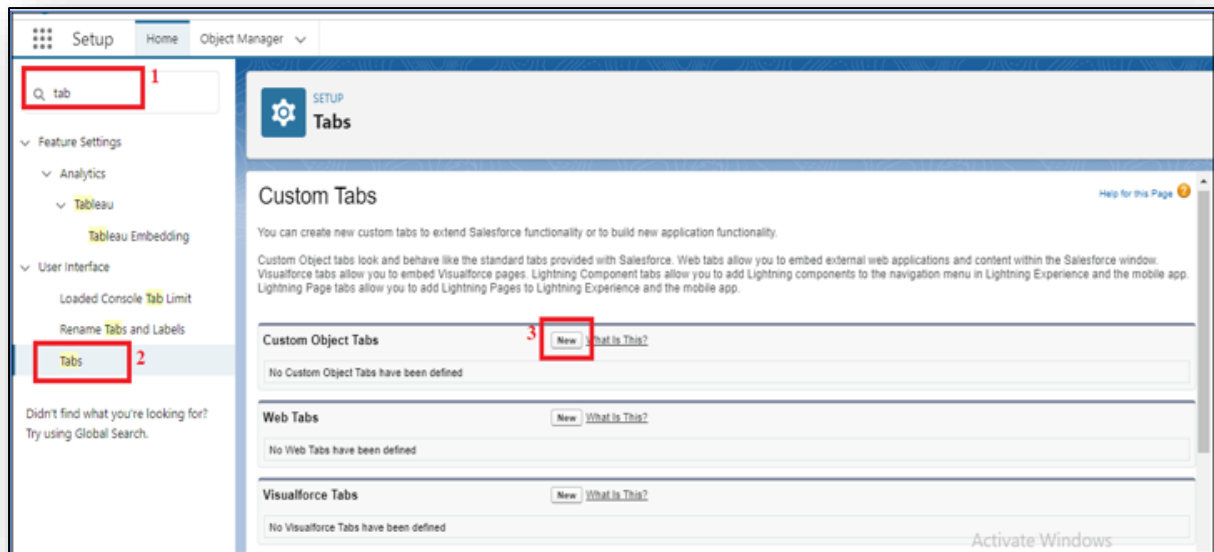 Setup
Home
Object Manager
tab
1
Feature Settings
Analytics
Tableau
Tableau Embedding
User Interface
Loaded Console Tab Limit
Rename Tabs and Labels
Tabs
2
Didn't find what you're looking for?
Try using Global Search.
SETUP
Tabs
Custom Tabs
Help for this Page ?
You can create new custom tabs to extend Salesforce functionality or to build new application functionality.
Custom Object tabs look and behave like the standard tabs provided with Salesforce. Web tabs allow you to embed external web applications and content within the Salesforce window.
Visualforce tabs allow you to embed Visualforce pages. Lightning Component tabs allow you to add Lightning components to the navigation menu in Lightning Experience and the mobile app.
Lightning Page tabs allow you to add Lightning Pages to Lightning Experience and the mobile app.
Custom Object Tabs 3 New What Is This?
No Custom Object Tabs have been defined
Web Tabs New What Is This?
No Web Tabs have been defined
Visualforce Tabs New What Is This?
No Visualforce Tabs have been defined
Activate Windows